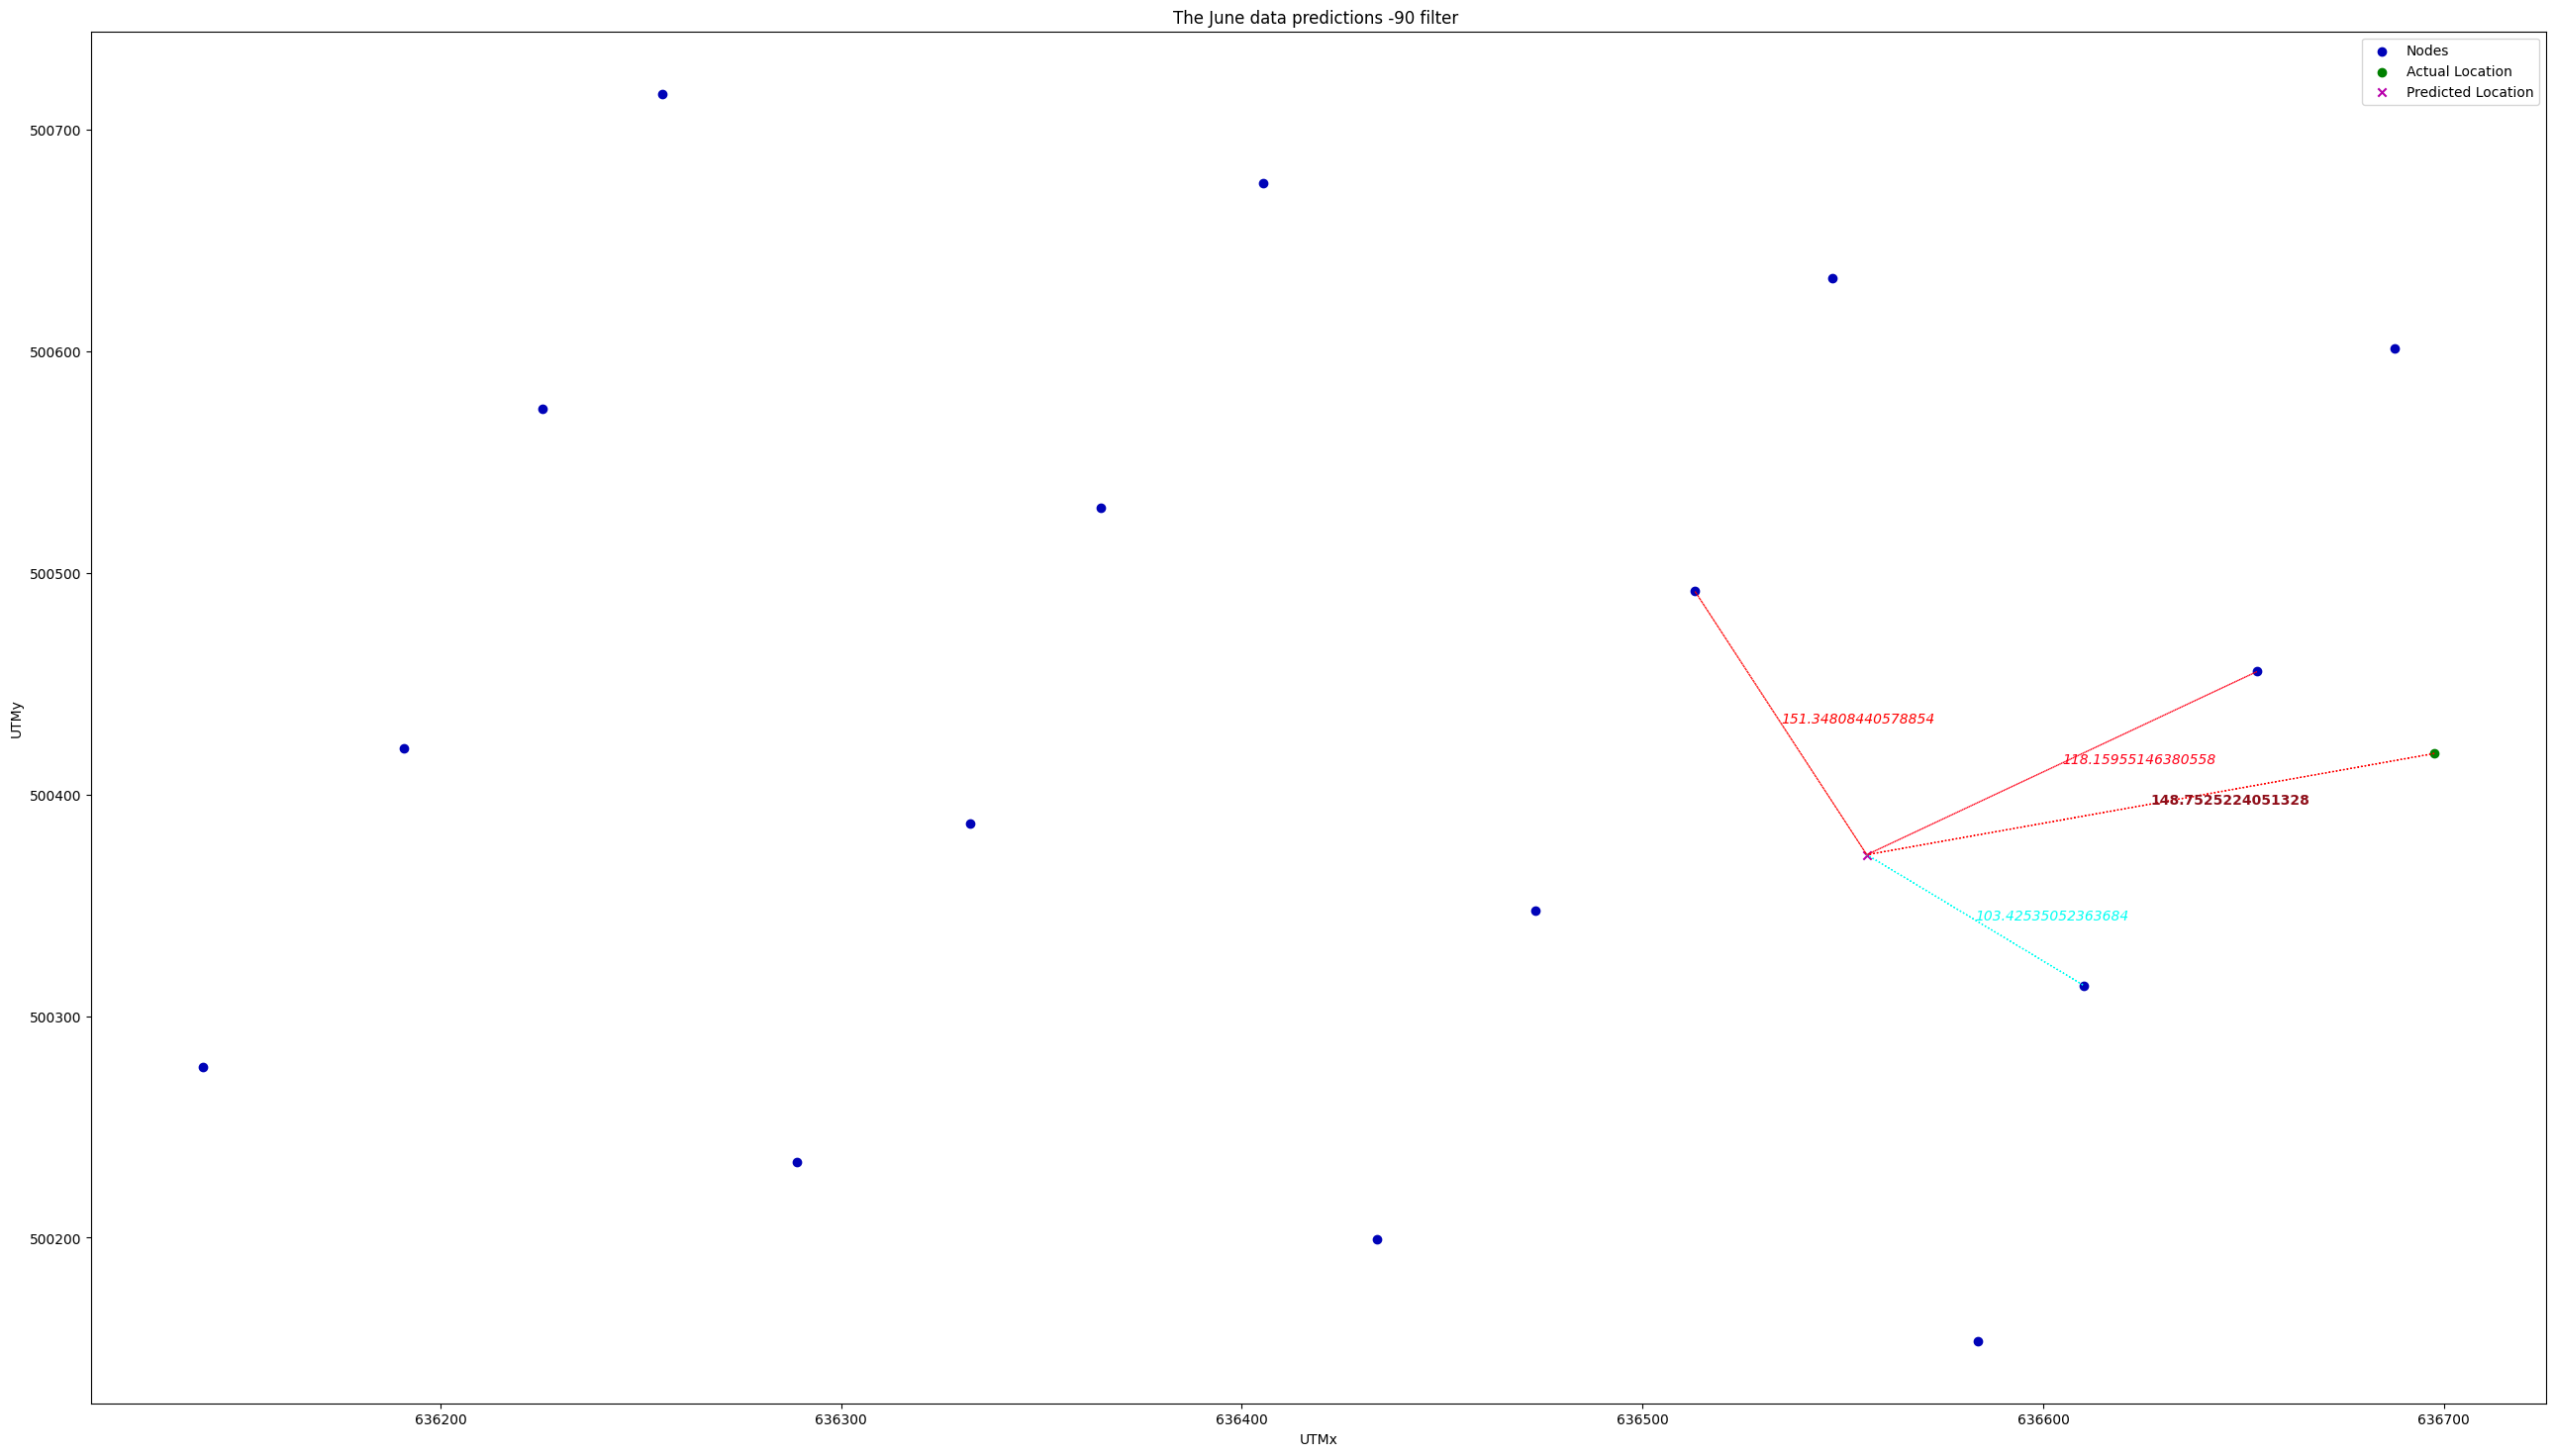 The June data predictions -90 filter
Nodes
Actual Location
Predicted Location
500700
500600
500500
500400
500300
500200
UTMy
151.34808440578854
118.15955146380558
148.7525224051328
103.42535052363684
636200
636300
636400
636500
636600
636700
UTMx